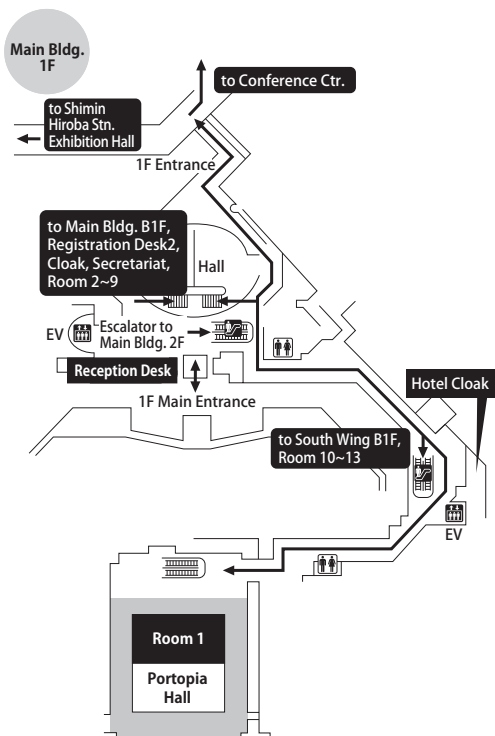 Main Bldg.
1F
to Conference Ctr.
to Shimin
Hiroba Stn.
Exhibition Hall
1F Entrance
to Main Bldg. B1F,
Registration Desk2,
Cloak, Secretariat,
Room 2~9
Hall
EV
Escalator to
Main Bldg. 2F
Reception Desk
1F Main Entrance
Hotel Cloak
to South Wing B1F,
Room 10~13
EV
Room 1
Portopia
Hall